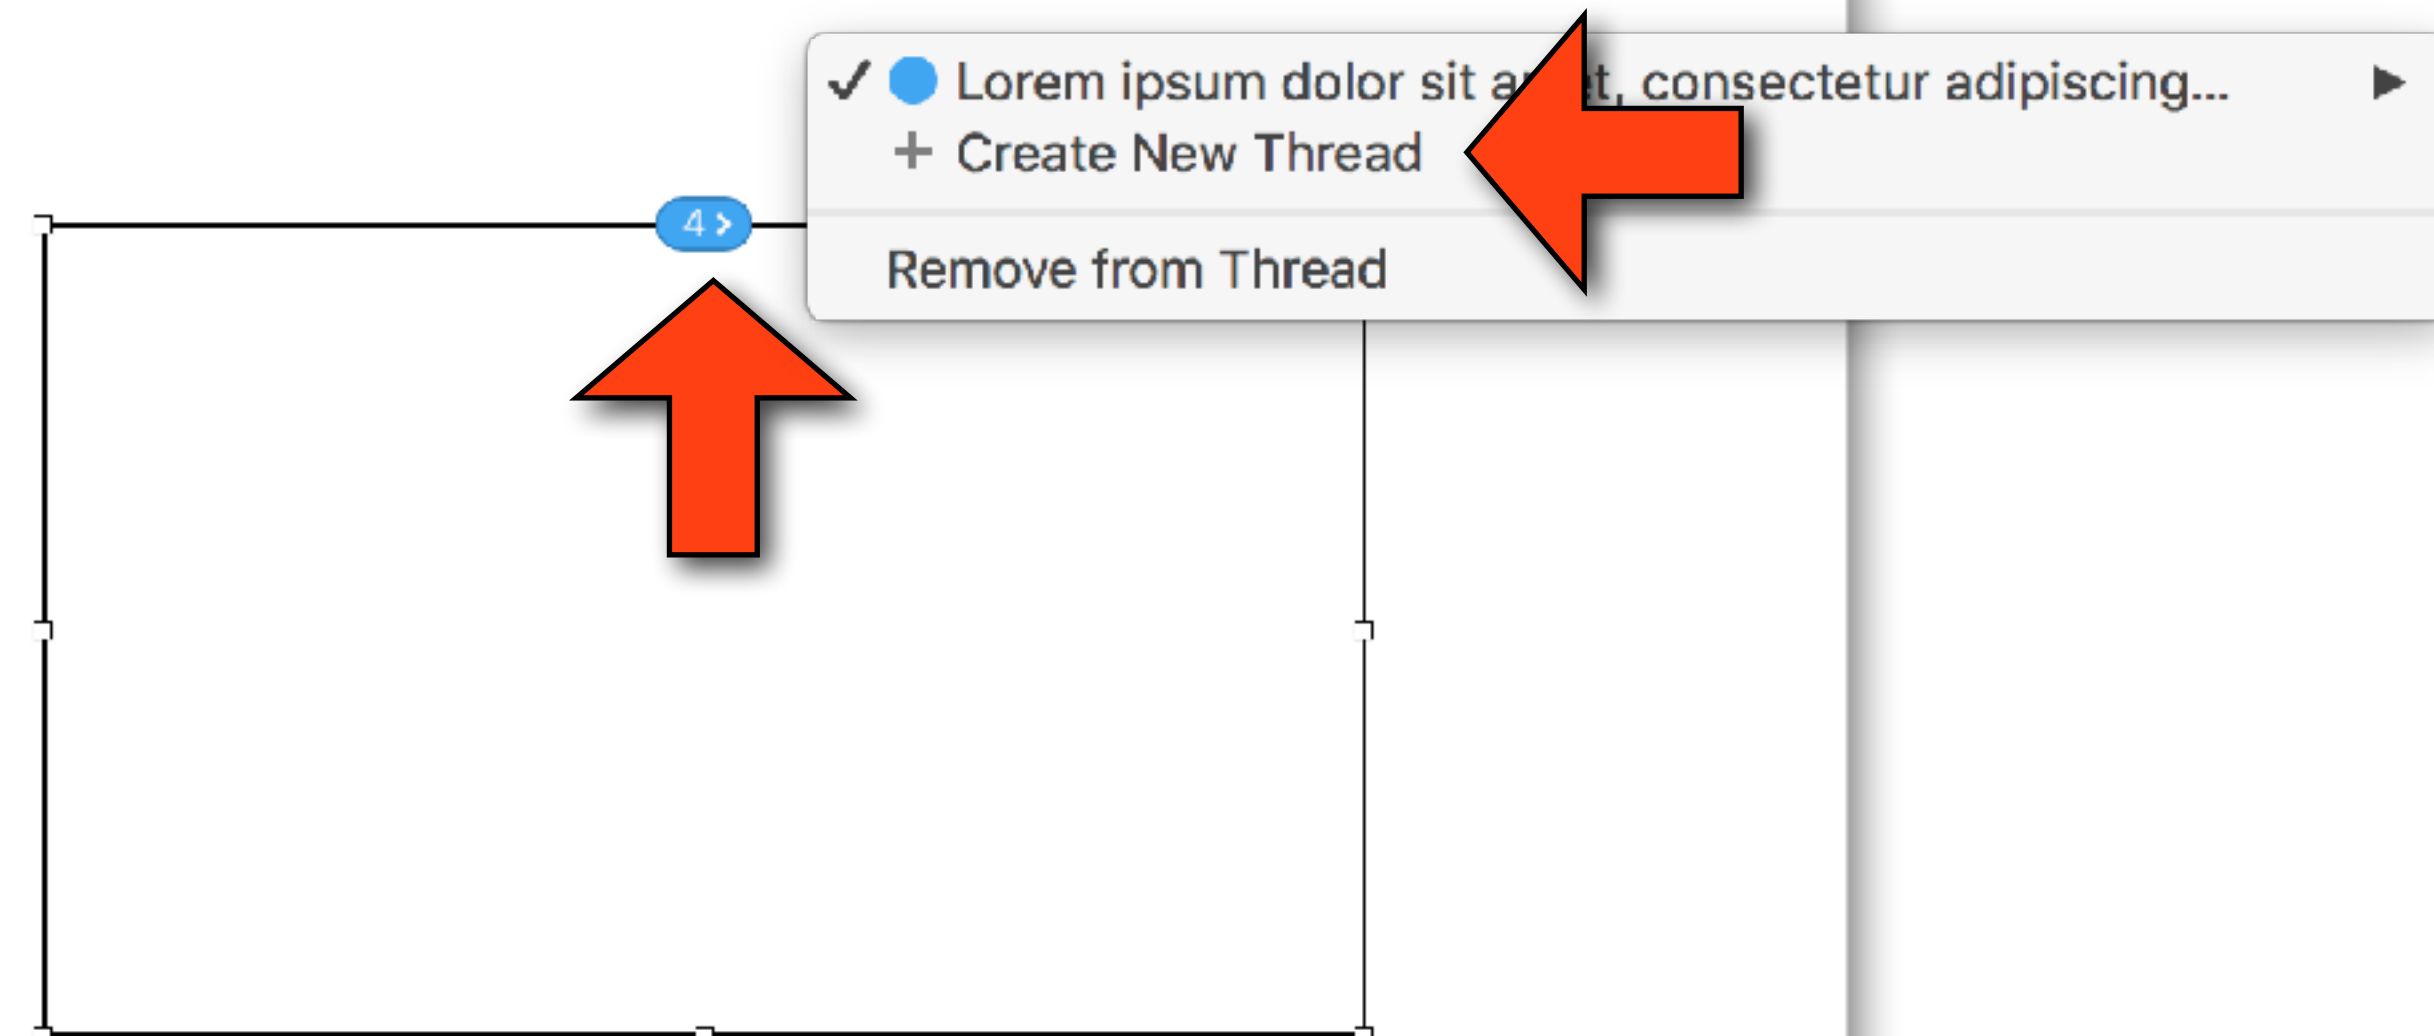 Lorem ipsum dolor sit t, consectetur adipiscing...
Create New Thread
4
Remove from Thread